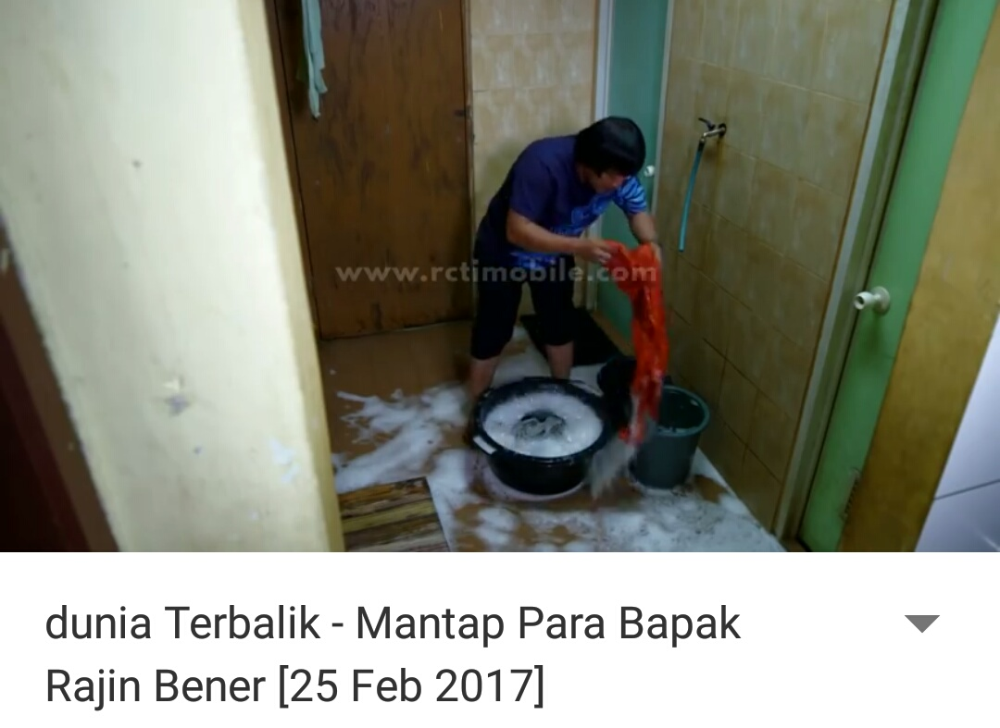 www.rctimobile.com
dunia Terbalik - Mantap Para Bapak
Rajin Bener [25 Feb 2017]